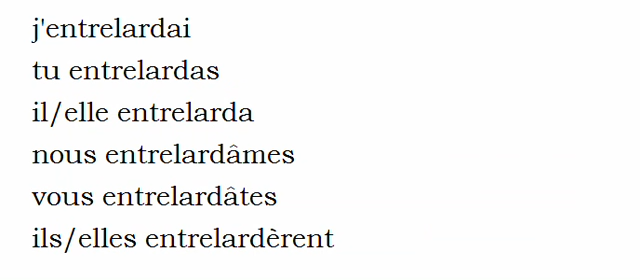 j'entrelardai
tu entrelardas
il/elle entrelarda
nous entrelardâmes
vous entrelardâtes
ils/elles entrelardèrent